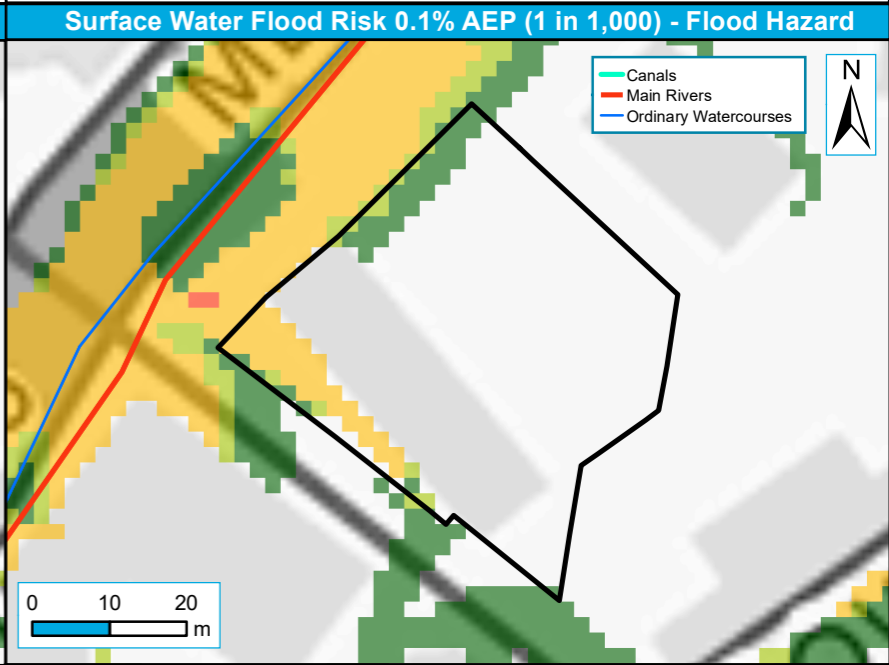 Surface Water Flood Risk 0.1% AEP (1 in 1,000) - Flood Hazard
Canals
Main Rivers
Ordinary Watercourses
N
0 10 20
m